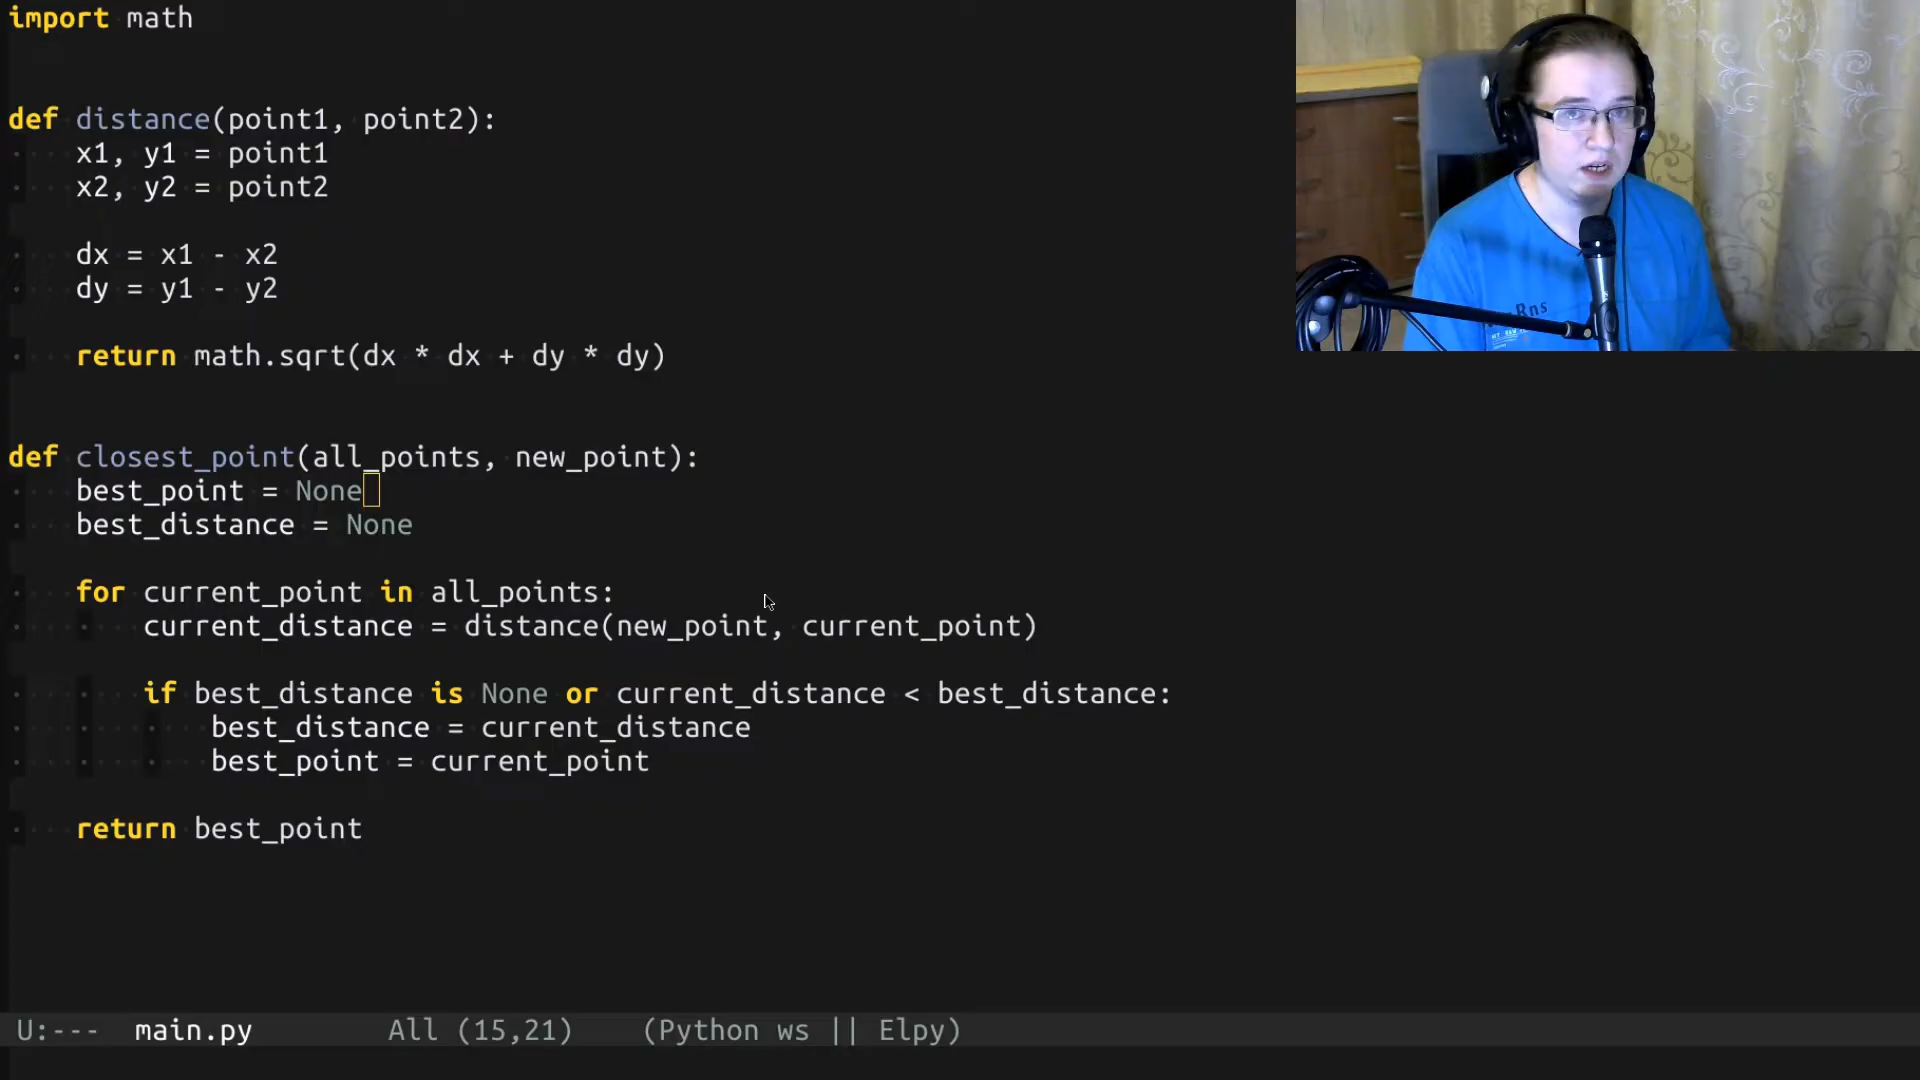 import math
def distance(point1, point2):
x1, y1 = point1
x2, y2 = point2
dx = x1 - x2
dy = y1 - y2
return math.sqrt(dx * dx + dy * dy)
def closest_point(all_points, new_point):
best_point = None
best_distance = None
for current_point in all_points:
current_distance = distance(new_point, current_point)
if best_distance is None or current_distance < best_distance:
best_distance = current_distance
best_point = current_point
return best_point
U:--- main.py All (15,21) (Python ws || Elpy)